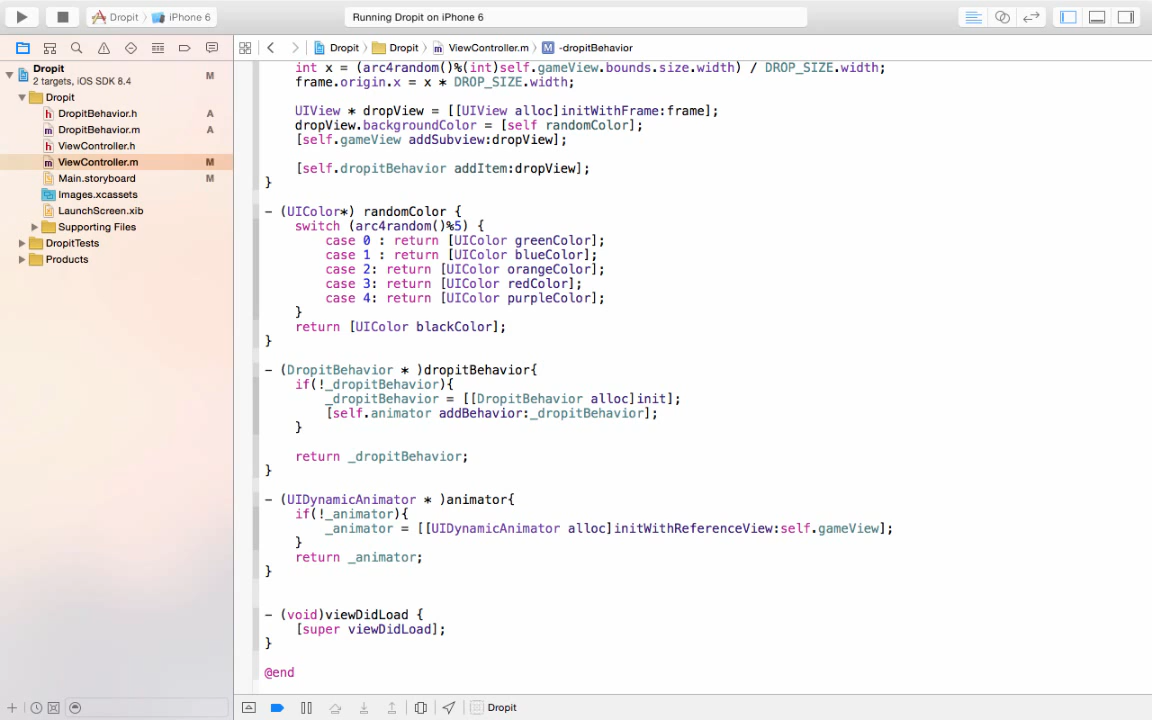 Dropit
iPhone 6
Running Dropit on iPhone 6
Dropit
Dropit
ViewController.m
M
-dropitBehavior
Dropit
M
2 targets, iOS SDK 8.4
Dropit
DropitBehavior.h
A
DropitBehavior.m
A
ViewController.h
ViewController.m
M
Main.storyboard
M
Images.xcassets
LaunchScreen.xib
Supporting Files
DropitTests
Products
int x = (arc4random()%(int)self.gameView.bounds.size.width) / DROP_SIZE.width;
frame.origin.x = x * DROP_SIZE.width;
UIView * dropView = [[UIView alloc]initWithFrame:frame];
dropView.backgroundColor = [self randomColor];
[self.gameView addSubview:dropView];
[self.dropitBehavior addItem:dropView];
}
- (UIColor*) randomColor {
switch (arc4random()%5) {
case 0 : return [UIColor greenColor];
case 1 : return [UIColor blueColor];
case 2: return [UIColor orangeColor];
case 3: return [UIColor redColor];
case 4: return [UIColor purpleColor];
}
return [UIColor blackColor];
}
- (DropitBehavior * )dropitBehavior{
if(!_dropitBehavior){
_dropitBehavior = [[DropitBehavior alloc]init];
[self.animator addBehavior:_dropitBehavior];
}
return _dropitBehavior;
}
- (UIDynamicAnimator * )animator{
if(!_animator){
_animator = [[UIDynamicAnimator alloc]initWithReferenceView:self.gameView];
}
return _animator;
}
- (void)viewDidLoad {
[super viewDidLoad];
}
@end
Dropit